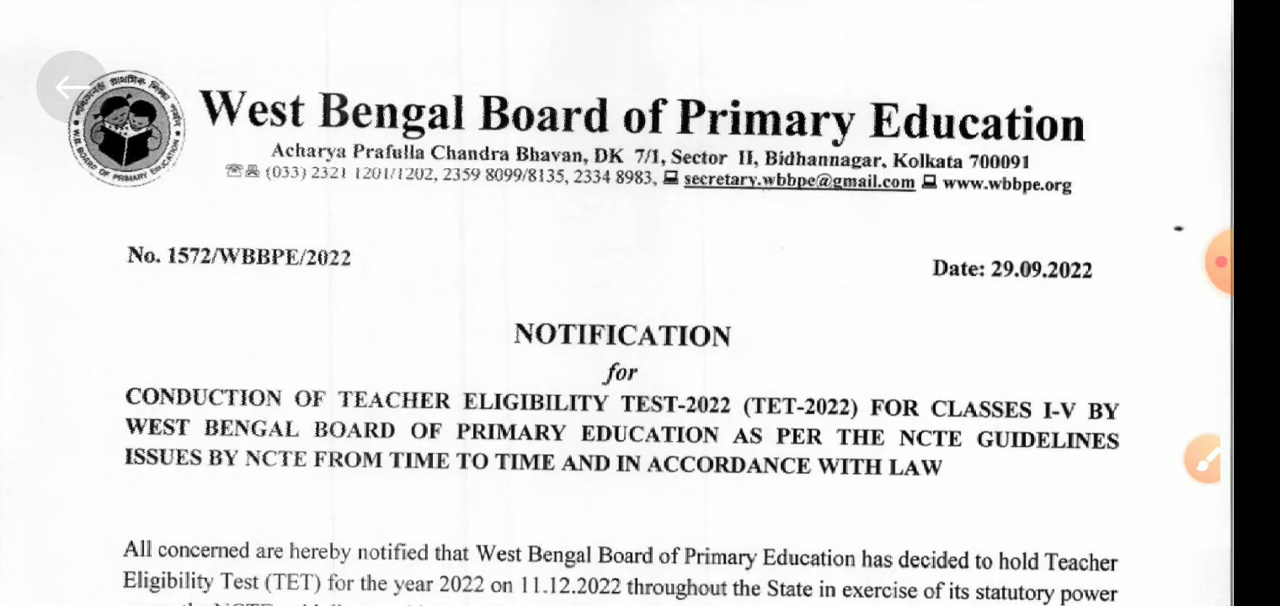 West Bengal Board of Primary Education
Acharya Prafulla Chandra Bhavan, DK 7/1, Sector II, Bidhannagar, Kolkata 700091
(033) 2321 1201/1202, 2359 8099/8135, 2334 8983, secretary.wbbpe@gmail.com www.wbbpe.org
No. 1572/WBBPE/2022
Date: 29.09.2022
NOTIFICATION
for
CONDUCTION OF TEACHER ELIGIBILITY TEST-2022 (TET-2022) FOR CLASSES I-V BY
WEST BENGAL BOARD OF PRIMARY EDUCATION AS PER THE NCTE GUIDELINES
ISSUES BY NCTE FROM TIME TO TIME AND IN ACCORDANCE WITH LAW
All concerned are hereby notified that West Bengal Board of Primary Education has decided to hold Teacher
Eligibility Test (TET) for the year 2022 on 11.12.2022 throughout the State in exercise of its statutory power